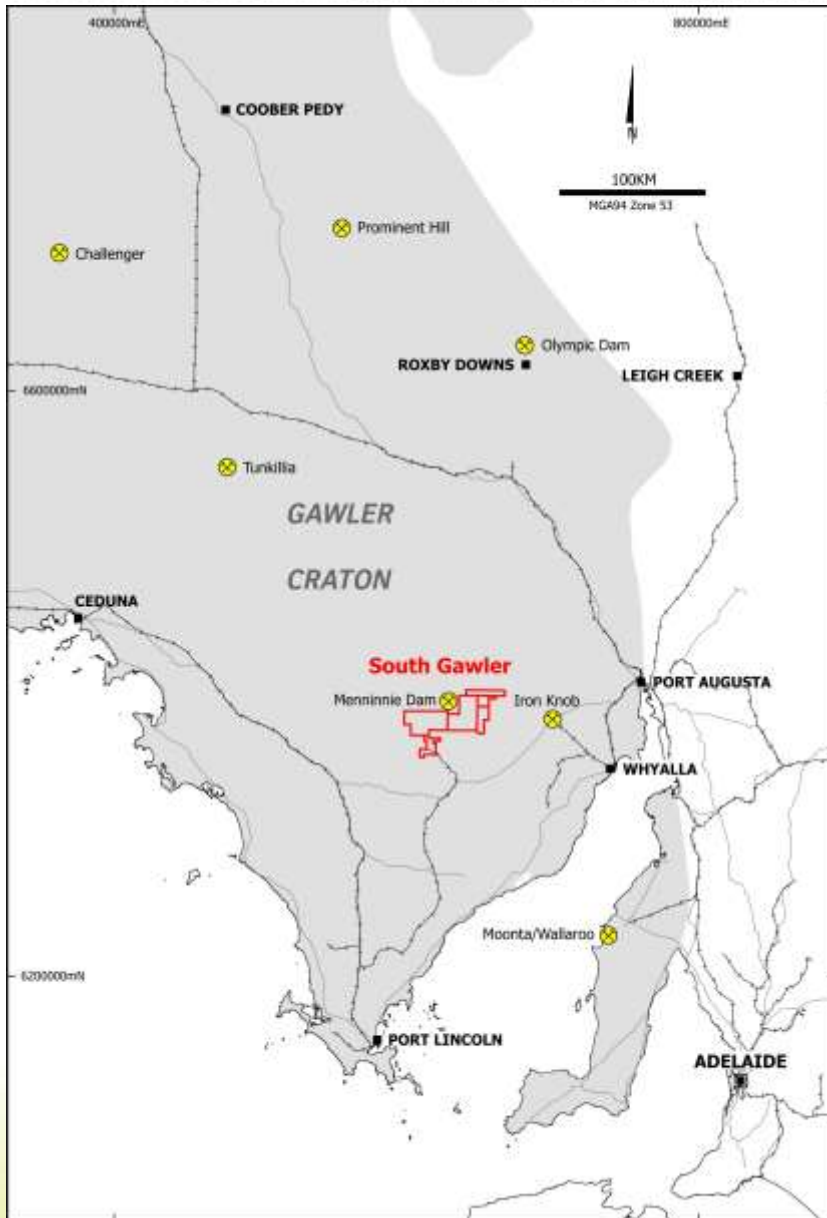 400000mE
800000mE
COOBER PEDY
N
100KM
MGA94 Zone 53
Prominent Hill
Challenger
Olympic Dam
ROXBY DOWNS
LEIGH CREEK
6600000mN
Tunkillia
GAWLER
CRATON
CEDUNA
South Gawler
PORT AUGUSTA
Menninnie Dam
Iron Knob
WHYALLA
Moonta/Wallaroo
6200000mN
PORT LINCOLN
ADELAIDE